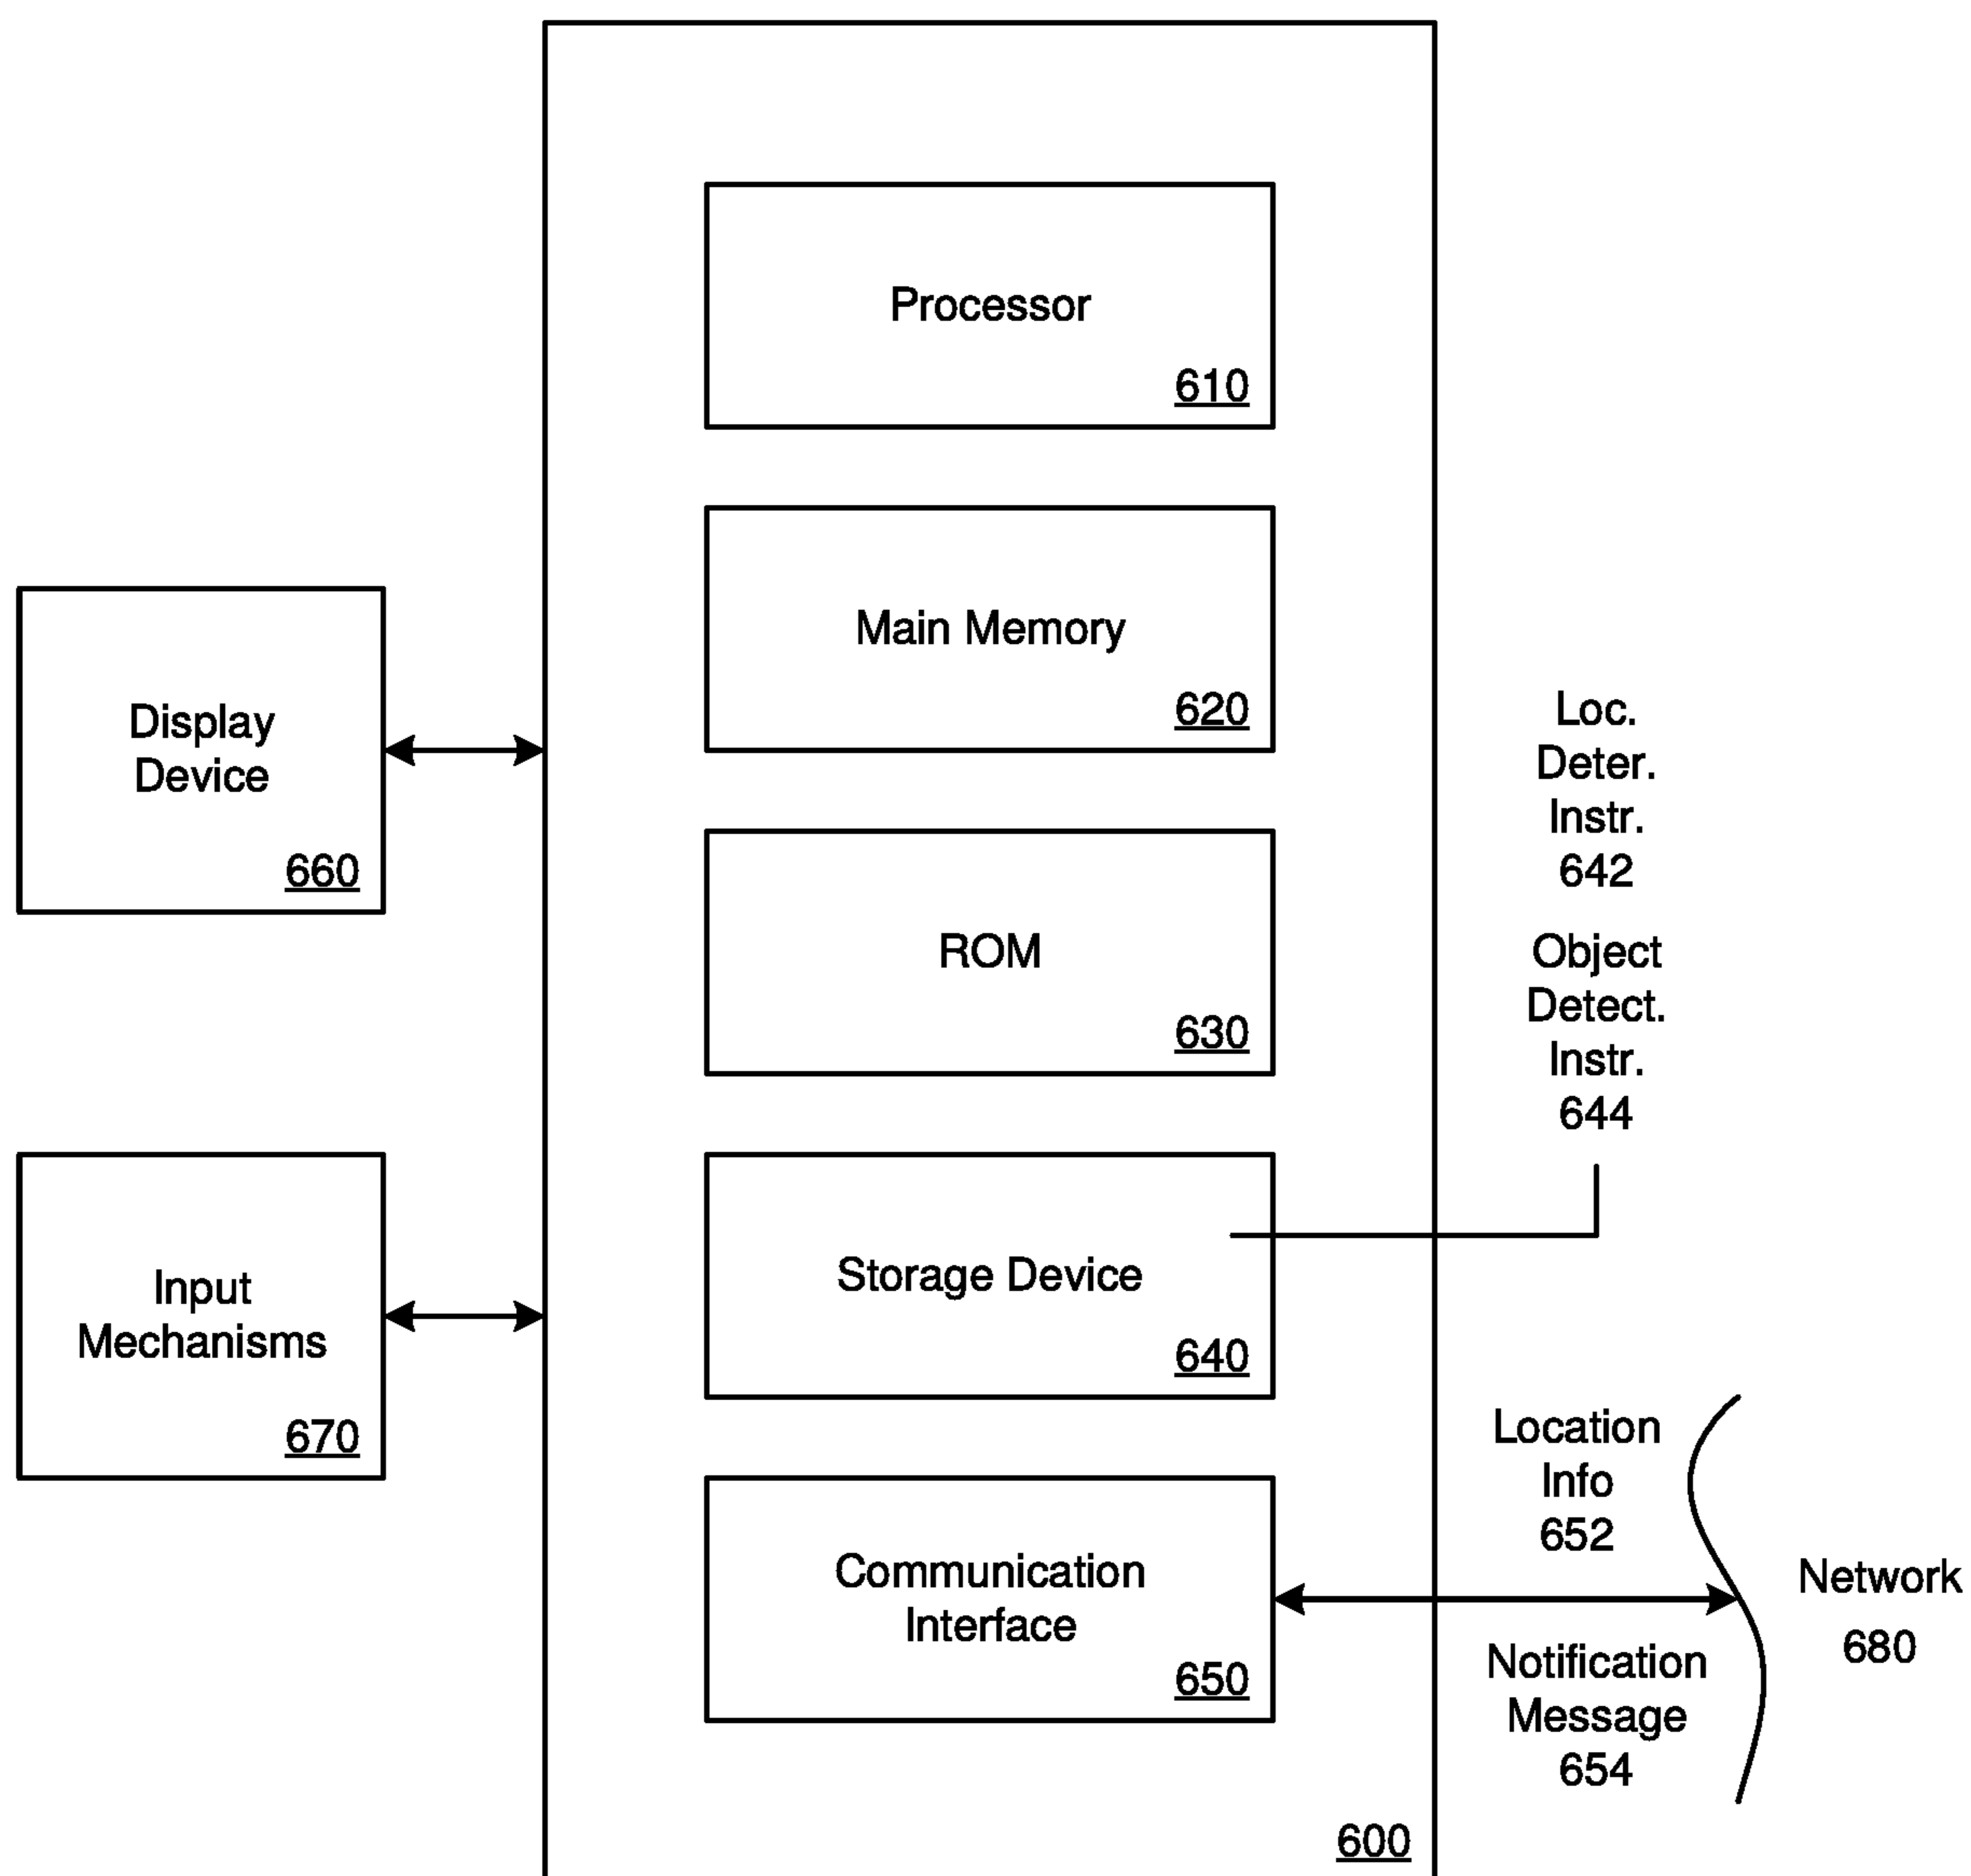 Processor
610
Main Memory
620
ROM
630
Storage Device
640
Communication
Interface
650
600
Display
Device
660
Input
Mechanisms
670
Loc.
Deter.
Instr.
642
Object
Detect.
Instr.
644
Location
Info
652
Notification
Message
654
Network
680